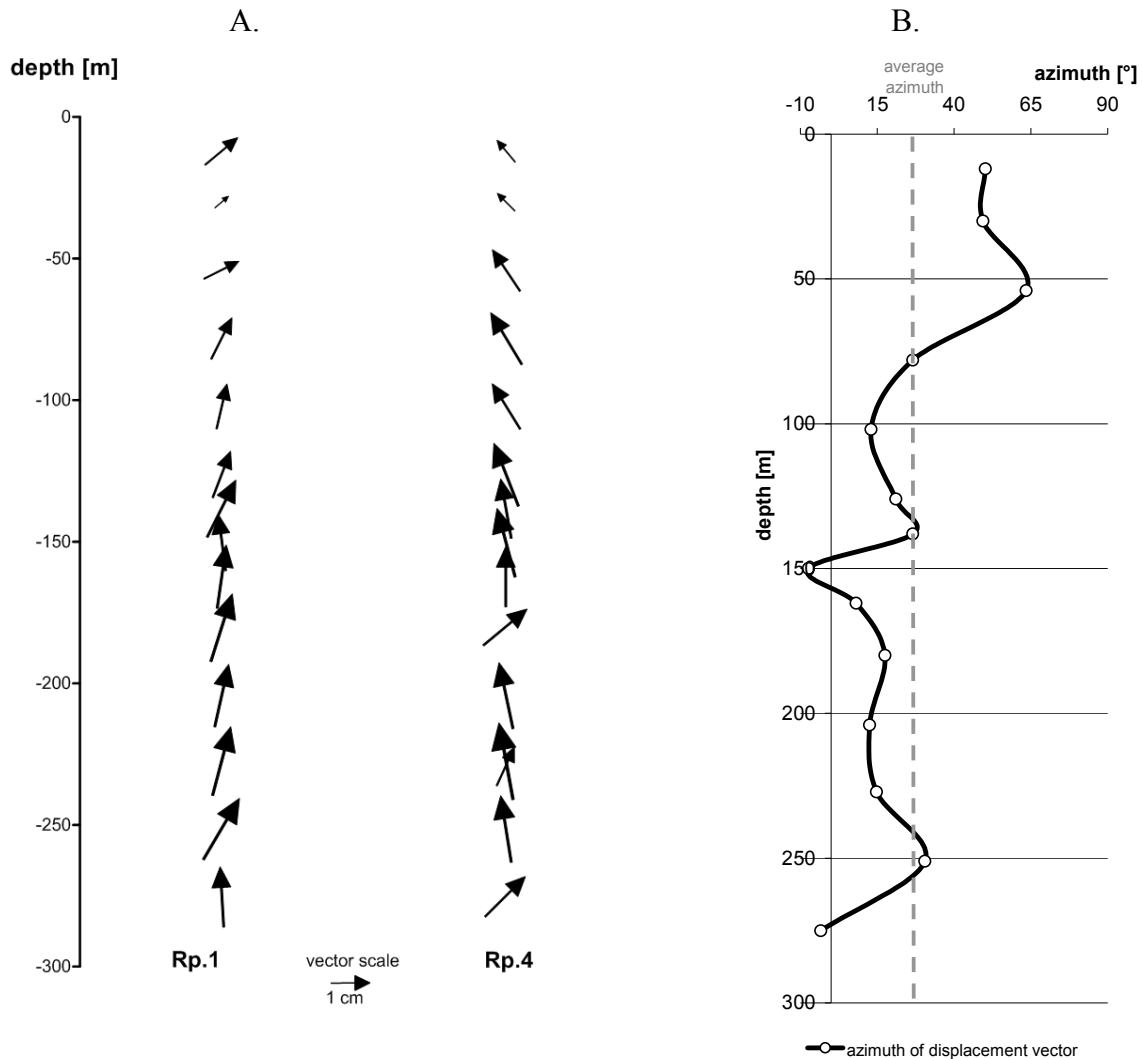 A.
depth [m]
0
-50
-100
-150
-200
-250
-300
Rp.1
vector scale
1 cm
Rp.4
B.
average
azimuth
azimuth [°]
-10 15 40 65 90
0
50
100
150
200
250
300
depth [m]
azimuth of displacement vector